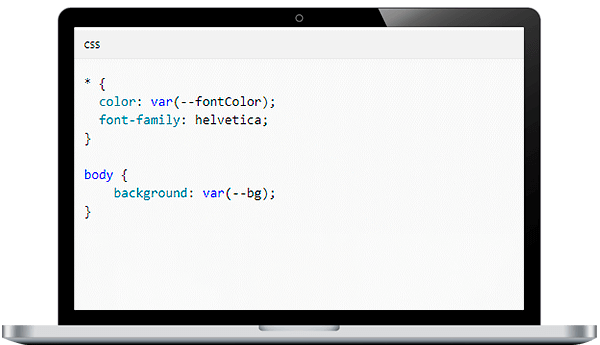 css
* {
  color: var(--fontColor);
  font-family: helvetica;
}
body {
    background: var(--bg);
}